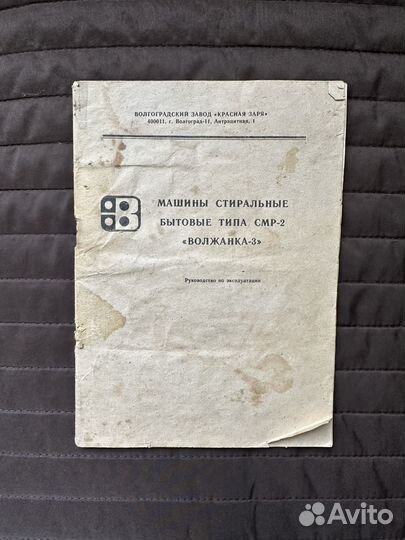 ВОЛГОГРАДСКИЙ ЗАВОД «КРАСНАЯ ЗАРЯ»
400011, г. Волгоград-11, Антрацитная, 1
МАШИНЫ СТИРАЛЬНЫЕ
БЫТОВЫЕ ТИПА СМР-2
«ВОЛЖАНКА-3»
Руководство по эксплуатации
Avito